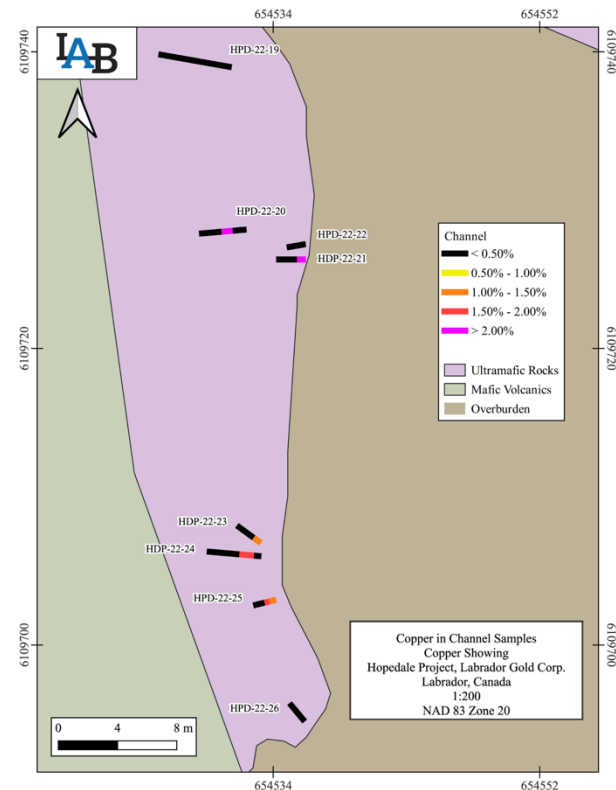 654534
654552
6109740
6109740
LAB
HPD-22-19
HPD-22-20
HPD-22-22
HDP-22-21
Channel
< 0.50%
0.50% - 1.00%
1.00% - 1.50%
1.50% - 2.00%
> 2.00%
Ultramafic Rocks
Mafic Volcanics
Overburden
6109720
6109720
HDP-22-23
HDP-22-24
HPD-22-25
6109700
6109700
Copper in Channel Samples
Copper Showing
Hopedale Project, Labrador Gold Corp.
Labrador, Canada
1:200
NAD 83 Zone 20
HPD-22-26
0 4 8 m
654534
654552